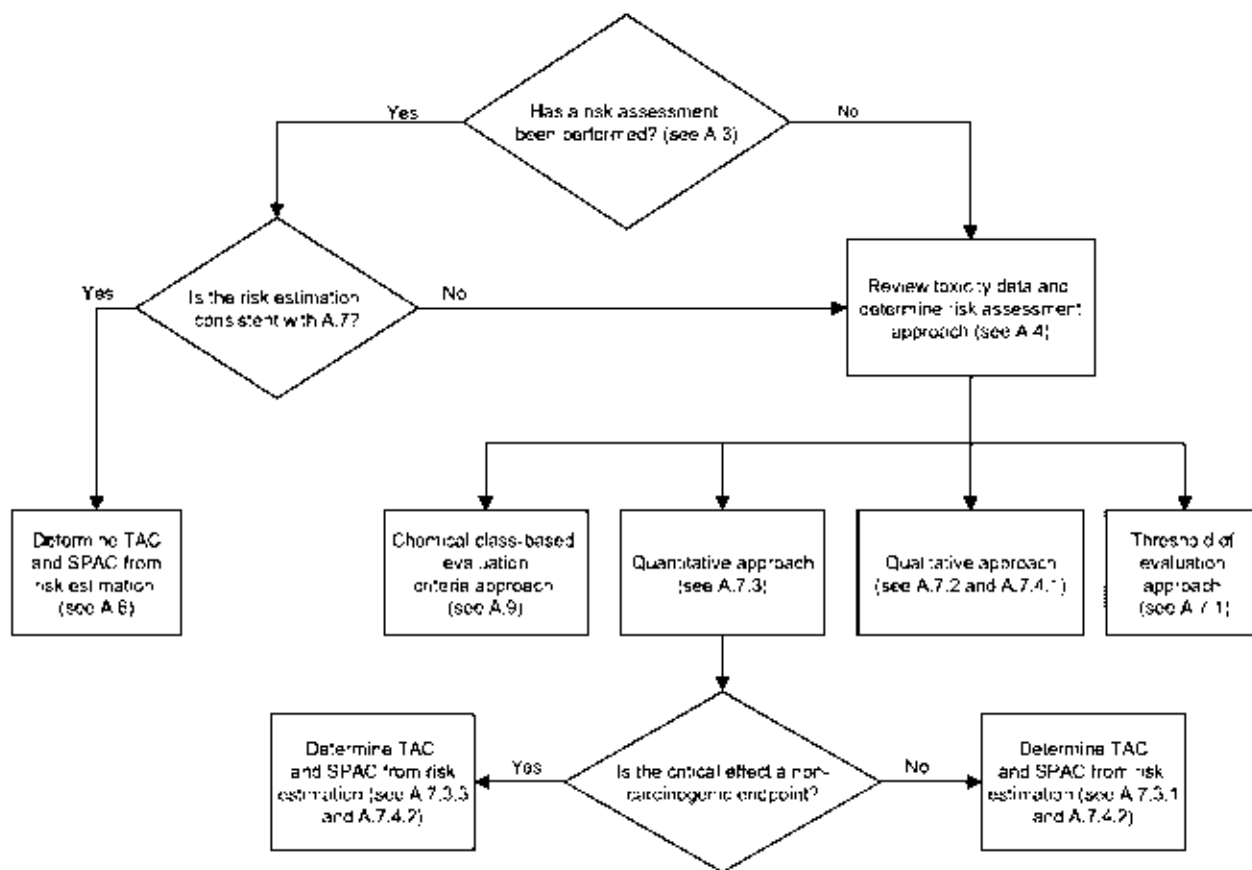 Yes
Has a risk assessment
been performed? (see A.3)
No
Yes
Is the risk estimation
consistent with A.7?
No
Review toxicity data and
determine risk assessment
approach (see A.4)
Determine TAC
and SPAC from
risk estimation
(see A.6)
Chemical class-based
evaluation
criteria approach
(see A.9)
Quantitative approach
(see A.7.3)
Qualitative approach
(see A.7.2 and A.7.4.1)
Threshold of
evaluation
approach
(see A.7.1)
Determine TAC
and SPAC from risk
estimation (see A.7.3.3
and A.7.4.2)
Yes
Is the critical effect a non-
carcinogenic endpoint?
No
Determine TAC
and SPAC from risk
estimation (see A.7.3.1
and A.7.4.2)